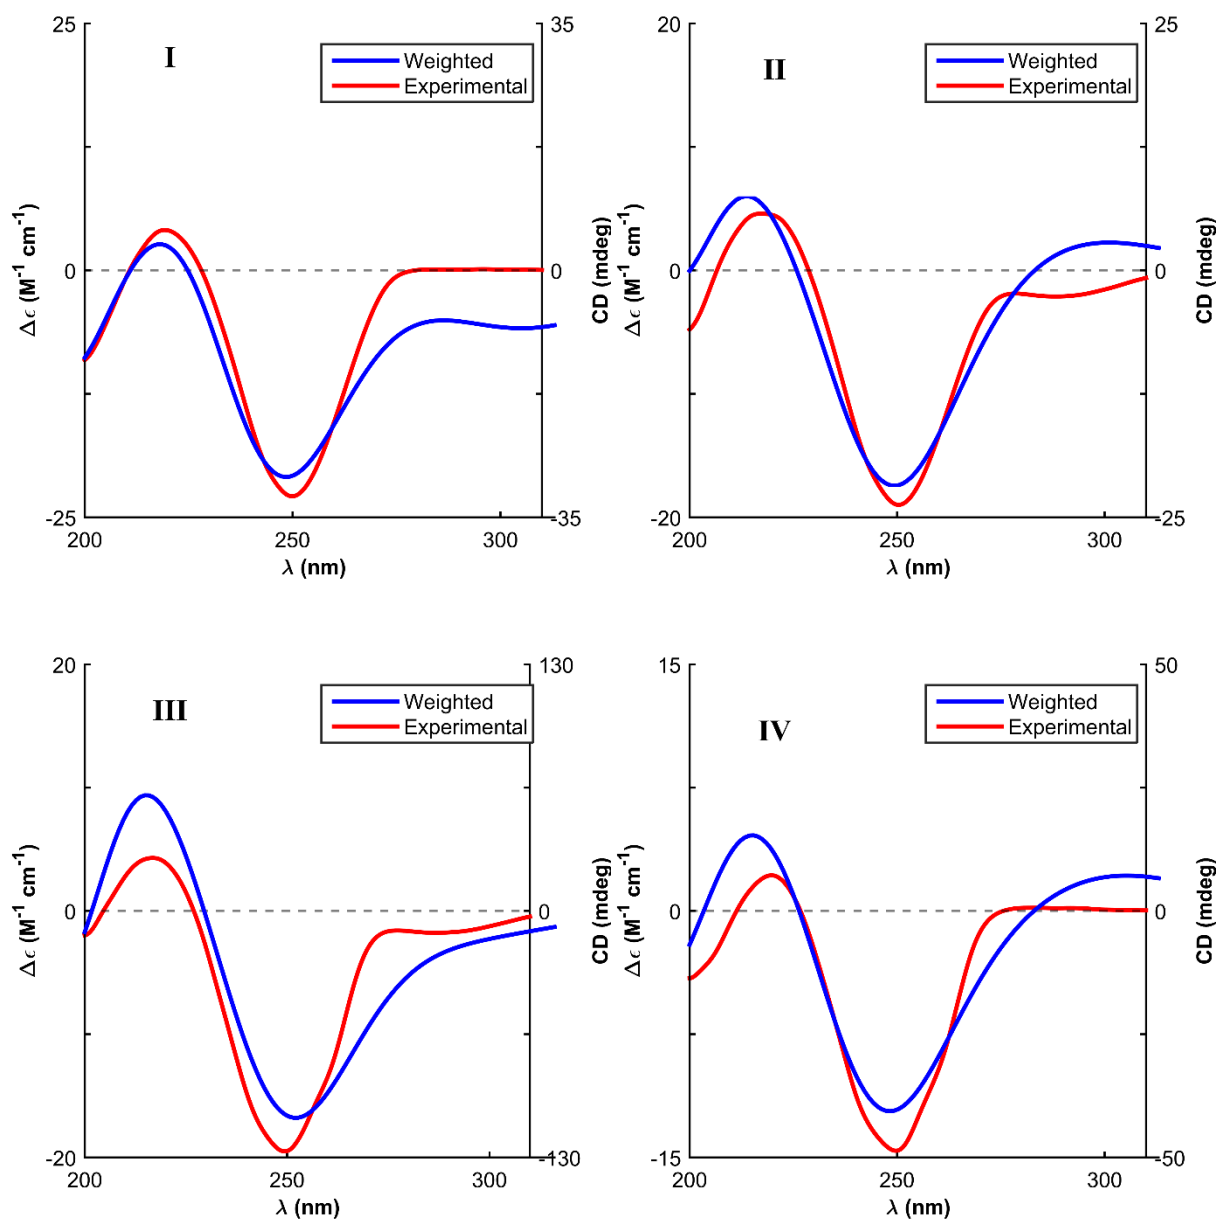 25
35
I
Weighted
Experimental
Δϵ (M⁻¹ cm⁻¹)
0
0
CD (mdeg)
-25
-35
200
250
300
λ (nm)
20
25
II
Weighted
Experimental
Δϵ (M⁻¹ cm⁻¹)
0
0
CD (mdeg)
-20
-25
200
250
300
λ (nm)
20
130
III
Weighted
Experimental
Δϵ (M⁻¹ cm⁻¹)
0
0
CD (mdeg)
-20
-130
200
250
300
λ (nm)
15
50
IV
Weighted
Experimental
Δϵ (M⁻¹ cm⁻¹)
0
0
CD (mdeg)
-15
-50
200
250
300
λ (nm)